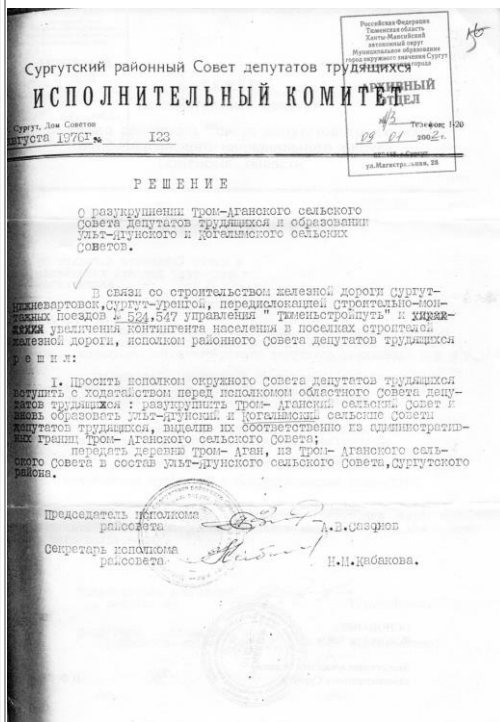 Российская Федерация
Тюменская область
Ханты-Мансийский
автономный округ
Муниципальное образование
город окружного значения Сургут
города
АРХИВНЫЙ
ОТДЕЛ
09 01 2002 г.
ул.Магистральная, 28
Сургутский районный Совет депутатов трудящихся
ИСПОЛНИТЕЛЬНЫЙ КОМИТЕТ
Сургут, Дом Советов
Телефон; 1-20
августа 1976г. № 123
РЕШЕНИЕ
О разукрупнении Тром-Аганского сельского
Совета депутатов трудящихся и образовании
Ульт-Ягунского и Когалымского сельских
Советов.
В связи со строительством железной дороги Сургут-
Нижневартовск, Сургут-Уренгой, передислокацией строительно-мон-
тажных поездов № 524,547 управления " Тюменьстройпуть" и
увеличения контингента населения в поселках строителей
железной дороги, исполком районного Совета депутатов трудящихся
решил:
I. Просить исполком окружного Совета депутатов трудящихся
вступить с ходатайством перед исполкомом областного Совета депу-
татов трудящихся : разукрупнить Тром- Аганский сельский Совет и
вновь образовать Ульт-Ягунский и Когалымский сельские Советы
депутатов трудящихся, выделив их соответственно из административ-
ных границ Тром- Аганского сельского Совета;
передать деревню Тром- Аган, из Тром- Аганского сель-
ского Совета в состав Ульт-Ягунского сельского Совета, Сургутского
района.
Председатель исполкома
райсовета А.В.Сазонов
Секретарь исполкома
райсовета Н.М.Кабакова.